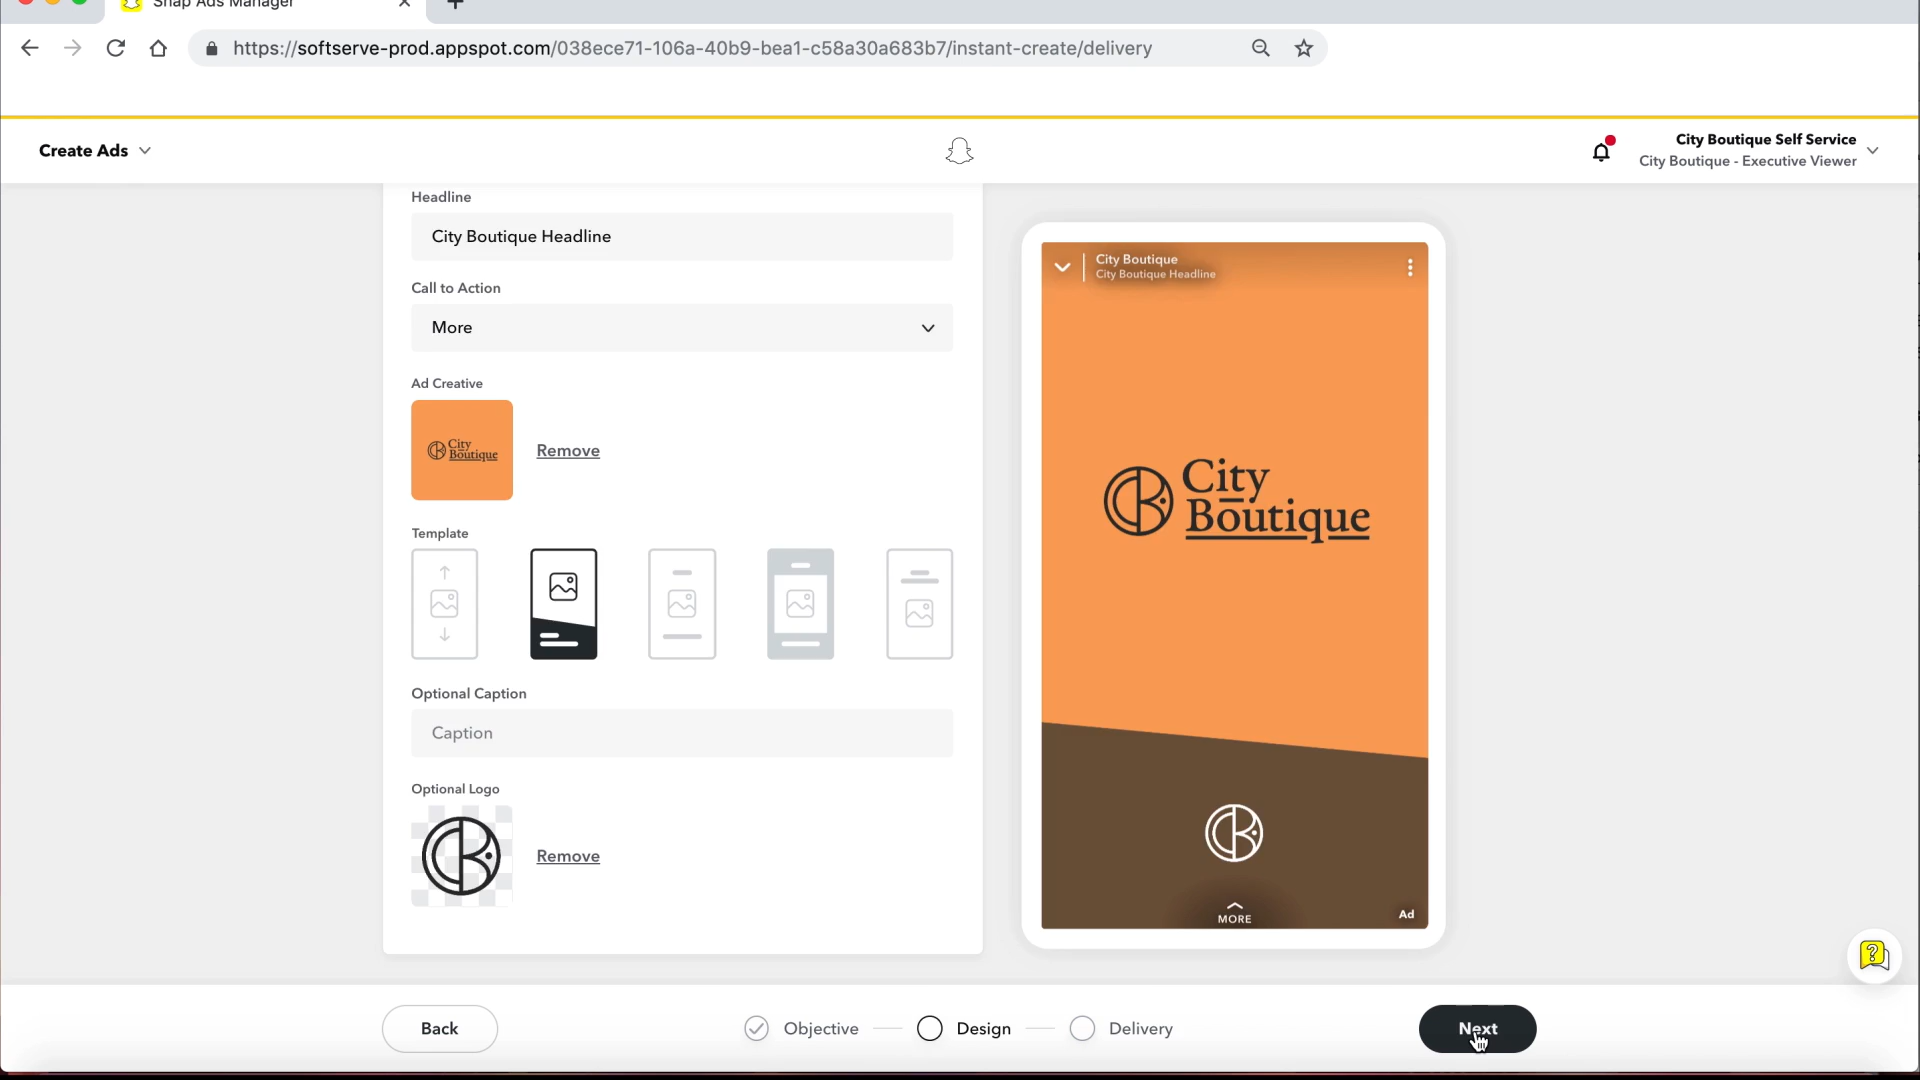 Snap Ads Manager
https://softserve-prod.appspot.com/038ece71-106a-40b9-bea1-c58a30a683b7/instant-create/delivery
Create Ads
City Boutique Self Service
City Boutique - Executive Viewer
Headline
City Boutique Headline
Call to Action
More
Ad Creative
City
Boutique
Remove
Template
Optional Caption
Caption
Optional Logo
Remove
City Boutique
City Boutique Headline
City
Boutique
MORE
Ad
?
Back
Objective
Design
Delivery
Next